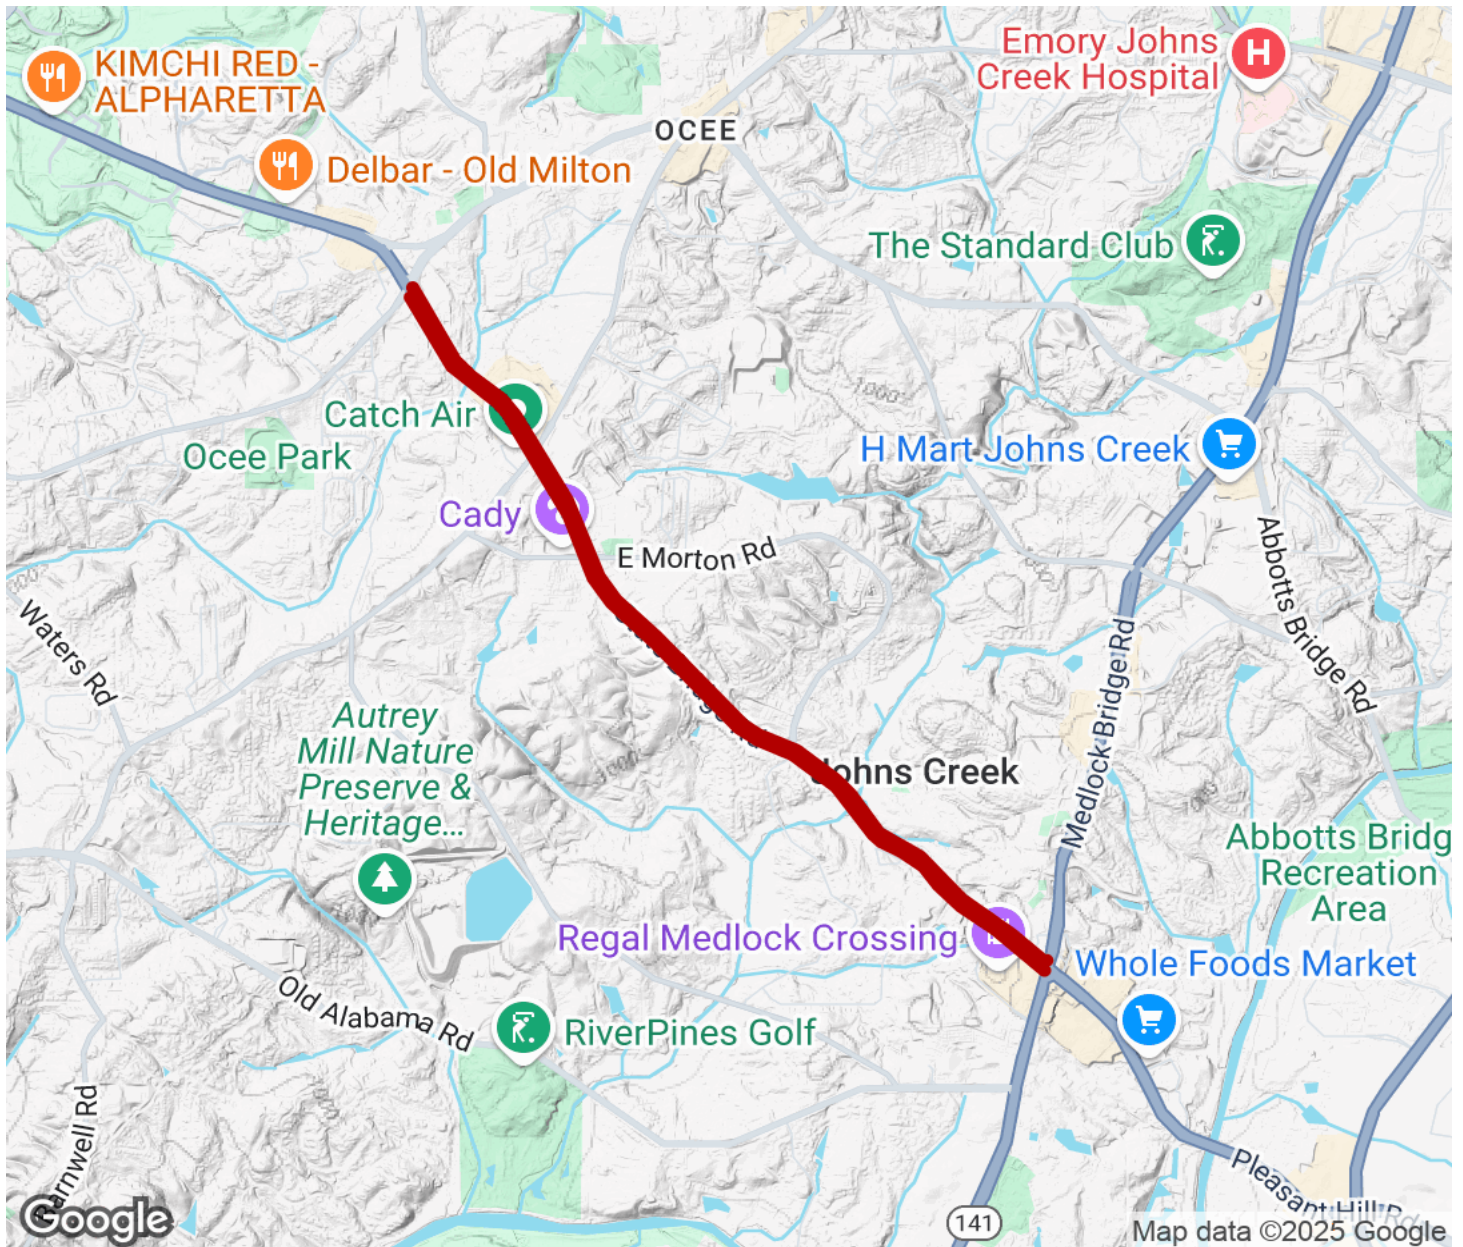 KIMCHI RED -
ALPHARETTA
Emory Johns
Creek Hospital
H
OCEE
Delbar - Old Milton
The Standard Club
Catch Air
Ocee Park
H Mart Johns Creek
Cady
E Morton Rd
Abbotts Bridge Rd
Waters Rd
Medlock Bridge Rd
Autrey
Mill Nature
Preserve &
Heritage...
Johns Creek
Abbotts Bridg
Recreation
Area
Regal Medlock Crossing
Whole Foods Market
Old Alabama Rd
RiverPines Golf
Barnwell Rd
Pleasant Hill Rd
141
Google
Map data ©2025 Google